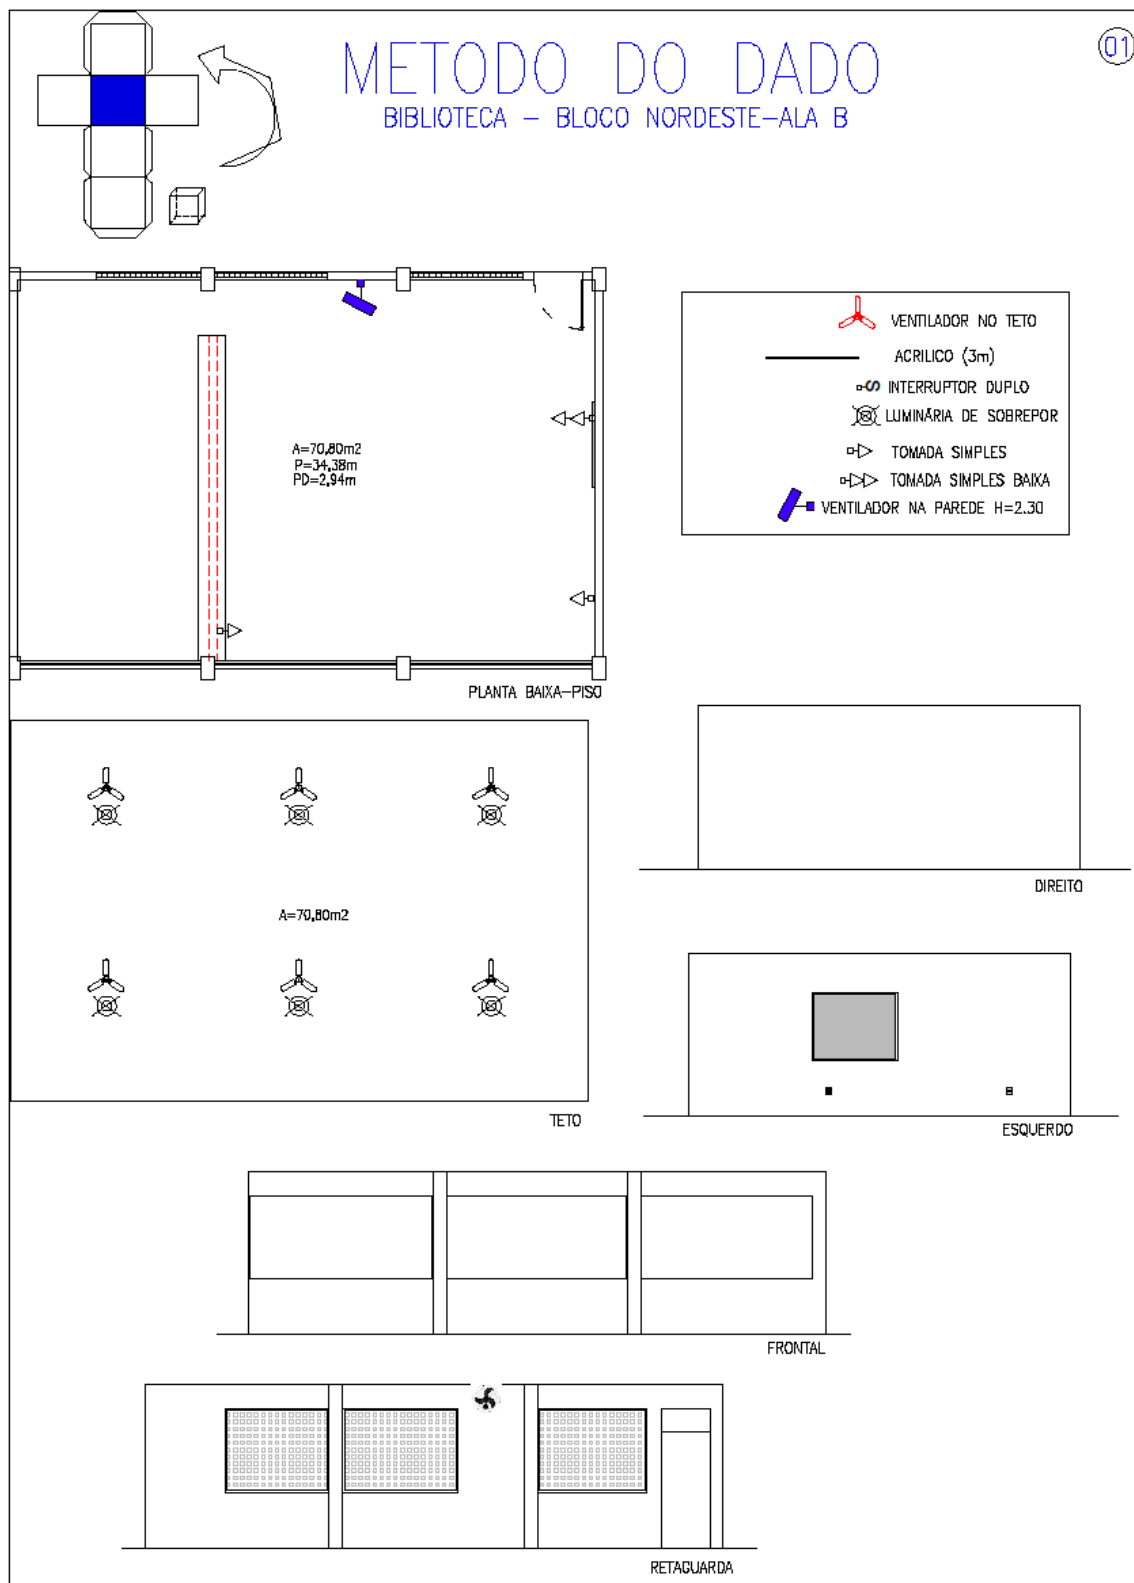 METODO DO DADO
01
BIBLIOTECA - BLOCO NORDESTE-ALA B
VENTILADOR NO TETO
ACRILICO (3m)
S INTERRUPTOR DUPLO
LUMINÁRIA DE SOBREPOR
TOMADA SIMPLES
TOMADA SIMPLES BAIXA
VENTILADOR NA PAREDE H=2.30
A=70,80m2
P=34,38m
PD=2,94m
PLANTA BAIXA-PISO
A=70,80m2
TETO
DIREITO
ESQUERDO
FRONTAL
RETAGUARDA